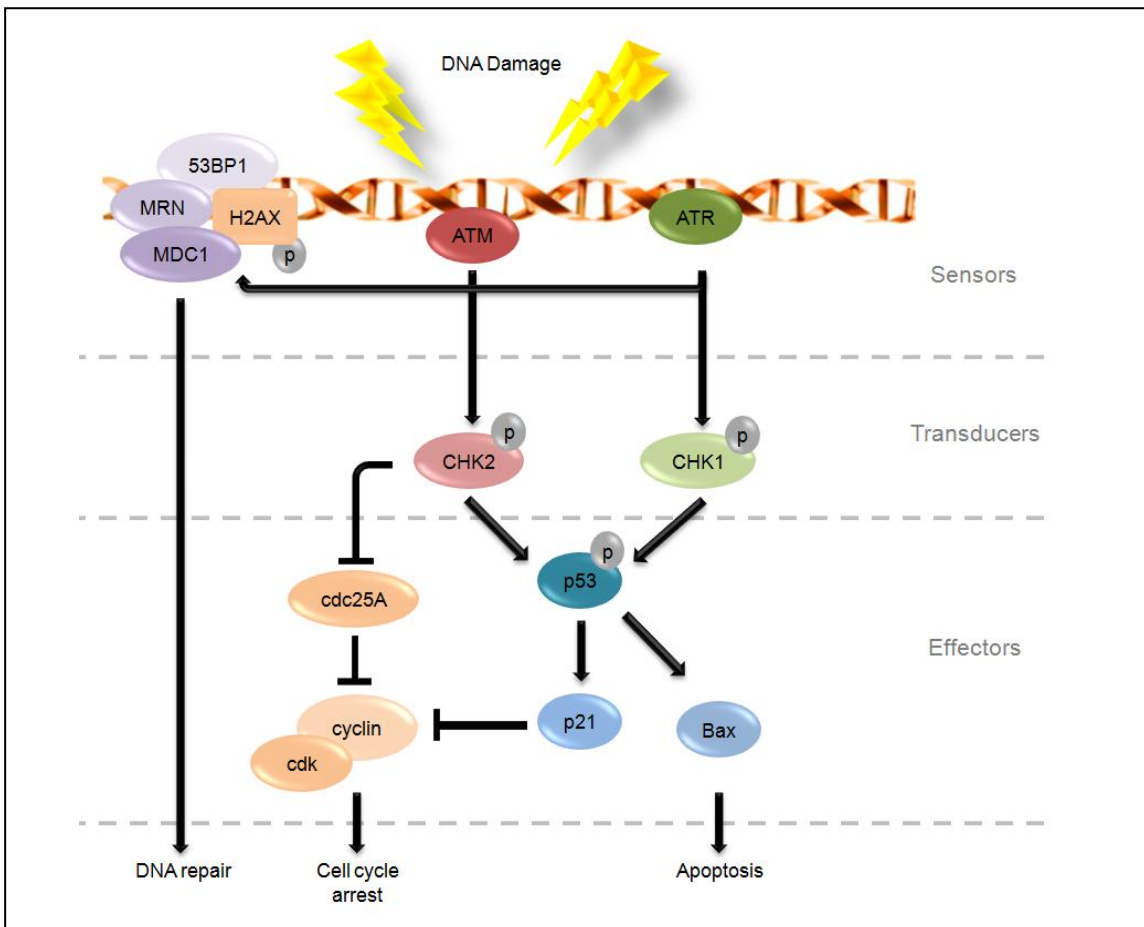 DNA Damage
53BP1
MRN
H2AX
MDC1
p
ATM
ATR
Sensors
Transducers
p
CHK2
p
CHK1
p
p53
cdc25A
Effectors
cyclin
cdk
p21
Bax
DNA repair
Cell cycle
arrest
Apoptosis